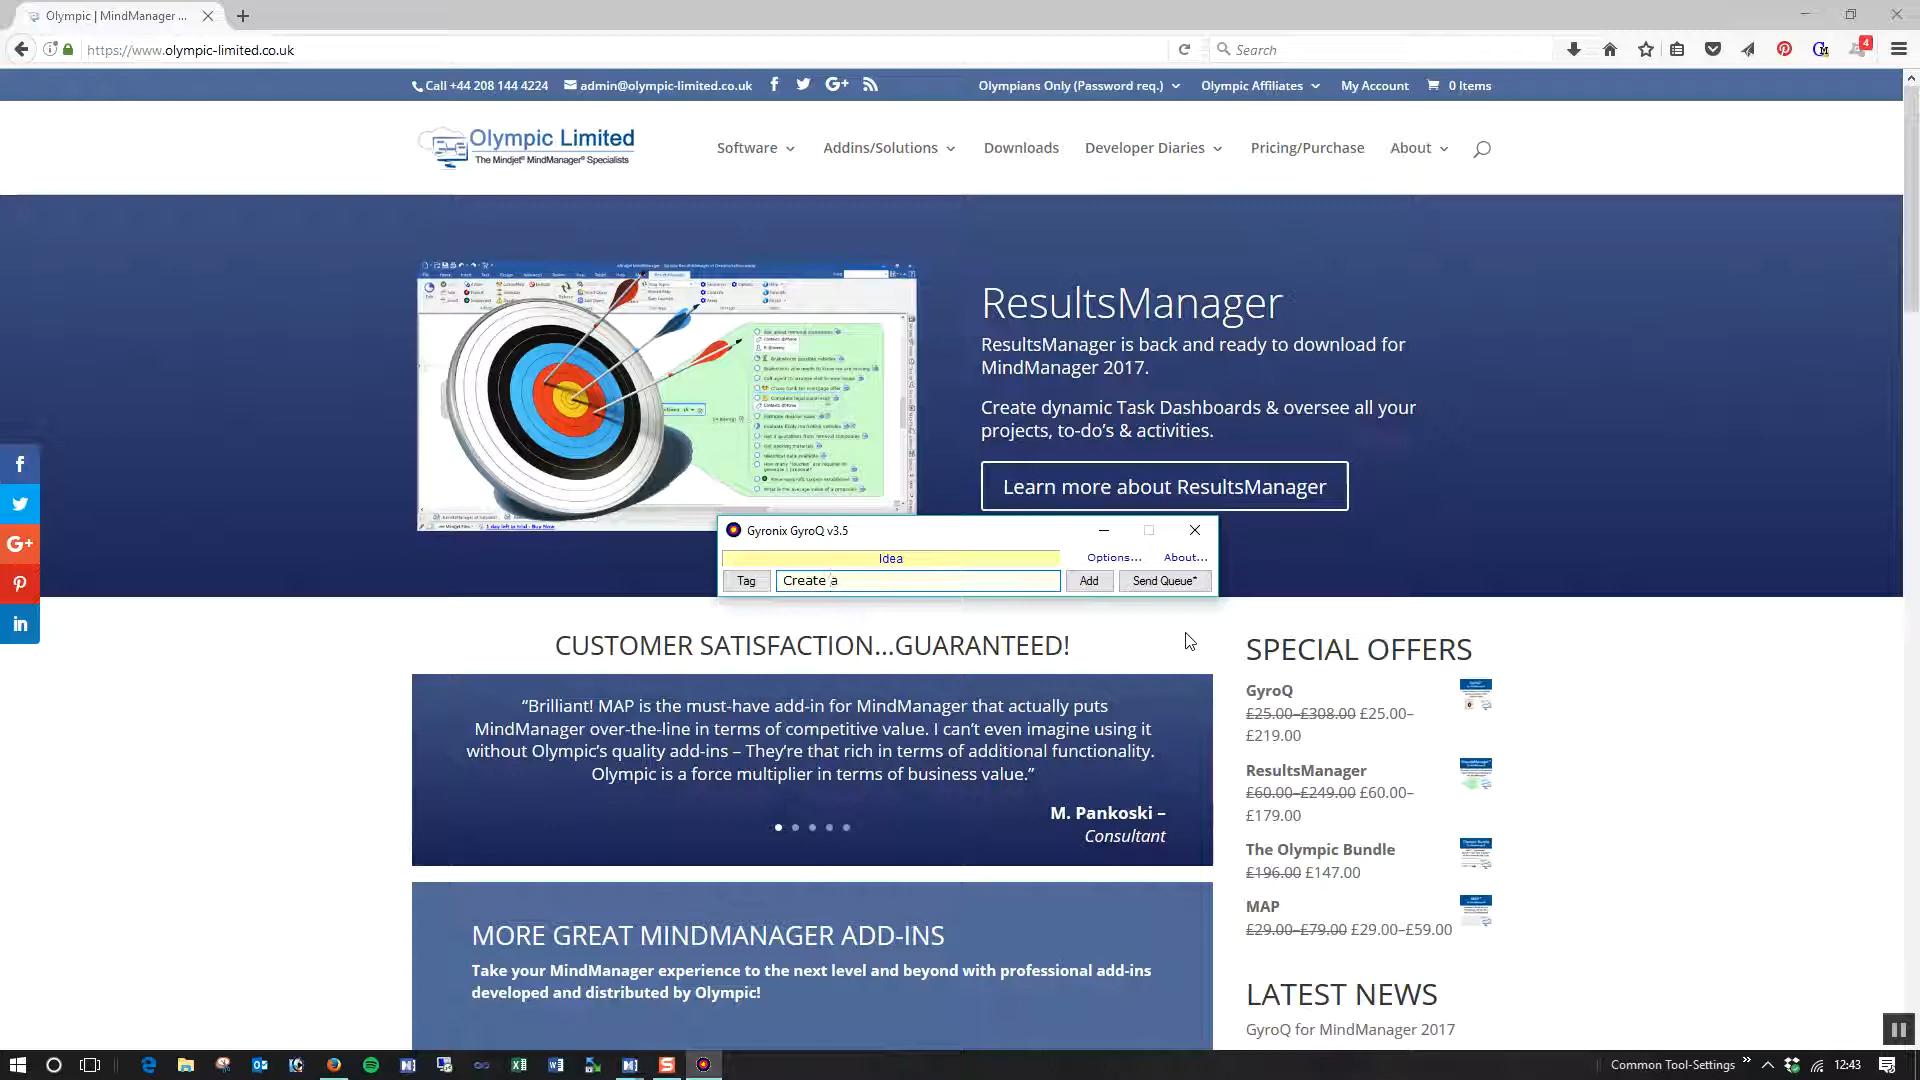 Olympic | MindManager ...
https://www.olympic-limited.co.uk
Search
4
Call +44 208 144 4224
admin@olympic-limited.co.uk
Olympians Only (Password req.)
Olympic Affiliates
My Account
0 Items
Olympic Limited
The Mindjet® MindManager® Specialists
Software
Addins/Solutions
Downloads
Developer Diaries
Pricing/Purchase
About
ResultsManager
ResultsManager is back and ready to download for
MindManager 2017.
Create dynamic Task Dashboards & oversee all your
projects, to-do’s & activities.
Learn more about ResultsManager
Gyronix GyroQ v3.5
Idea
Options...
About...
Tag
Create a
Add
Send Queue*
CUSTOMER SATISFACTION...GUARANTEED!
“Brilliant! MAP is the must-have add-in for MindManager that actually puts
MindManager over-the-line in terms of competitive value. I can’t even imagine using it
without Olympic’s quality add-ins – They’re that rich in terms of additional functionality.
Olympic is a force multiplier in terms of business value.”
M. Pankoski –
Consultant
MORE GREAT MINDMANAGER ADD-INS
Take your MindManager experience to the next level and beyond with professional add-ins
developed and distributed by Olympic!
SPECIAL OFFERS
GyroQ
£25.00–£308.00 £25.00–
£219.00
ResultsManager
£60.00–£249.00 £60.00–
£179.00
The Olympic Bundle
£196.00 £147.00
MAP
£29.00–£79.00 £29.00–£59.00
LATEST NEWS
GyroQ for MindManager 2017
Common Tool-Settings
12:43